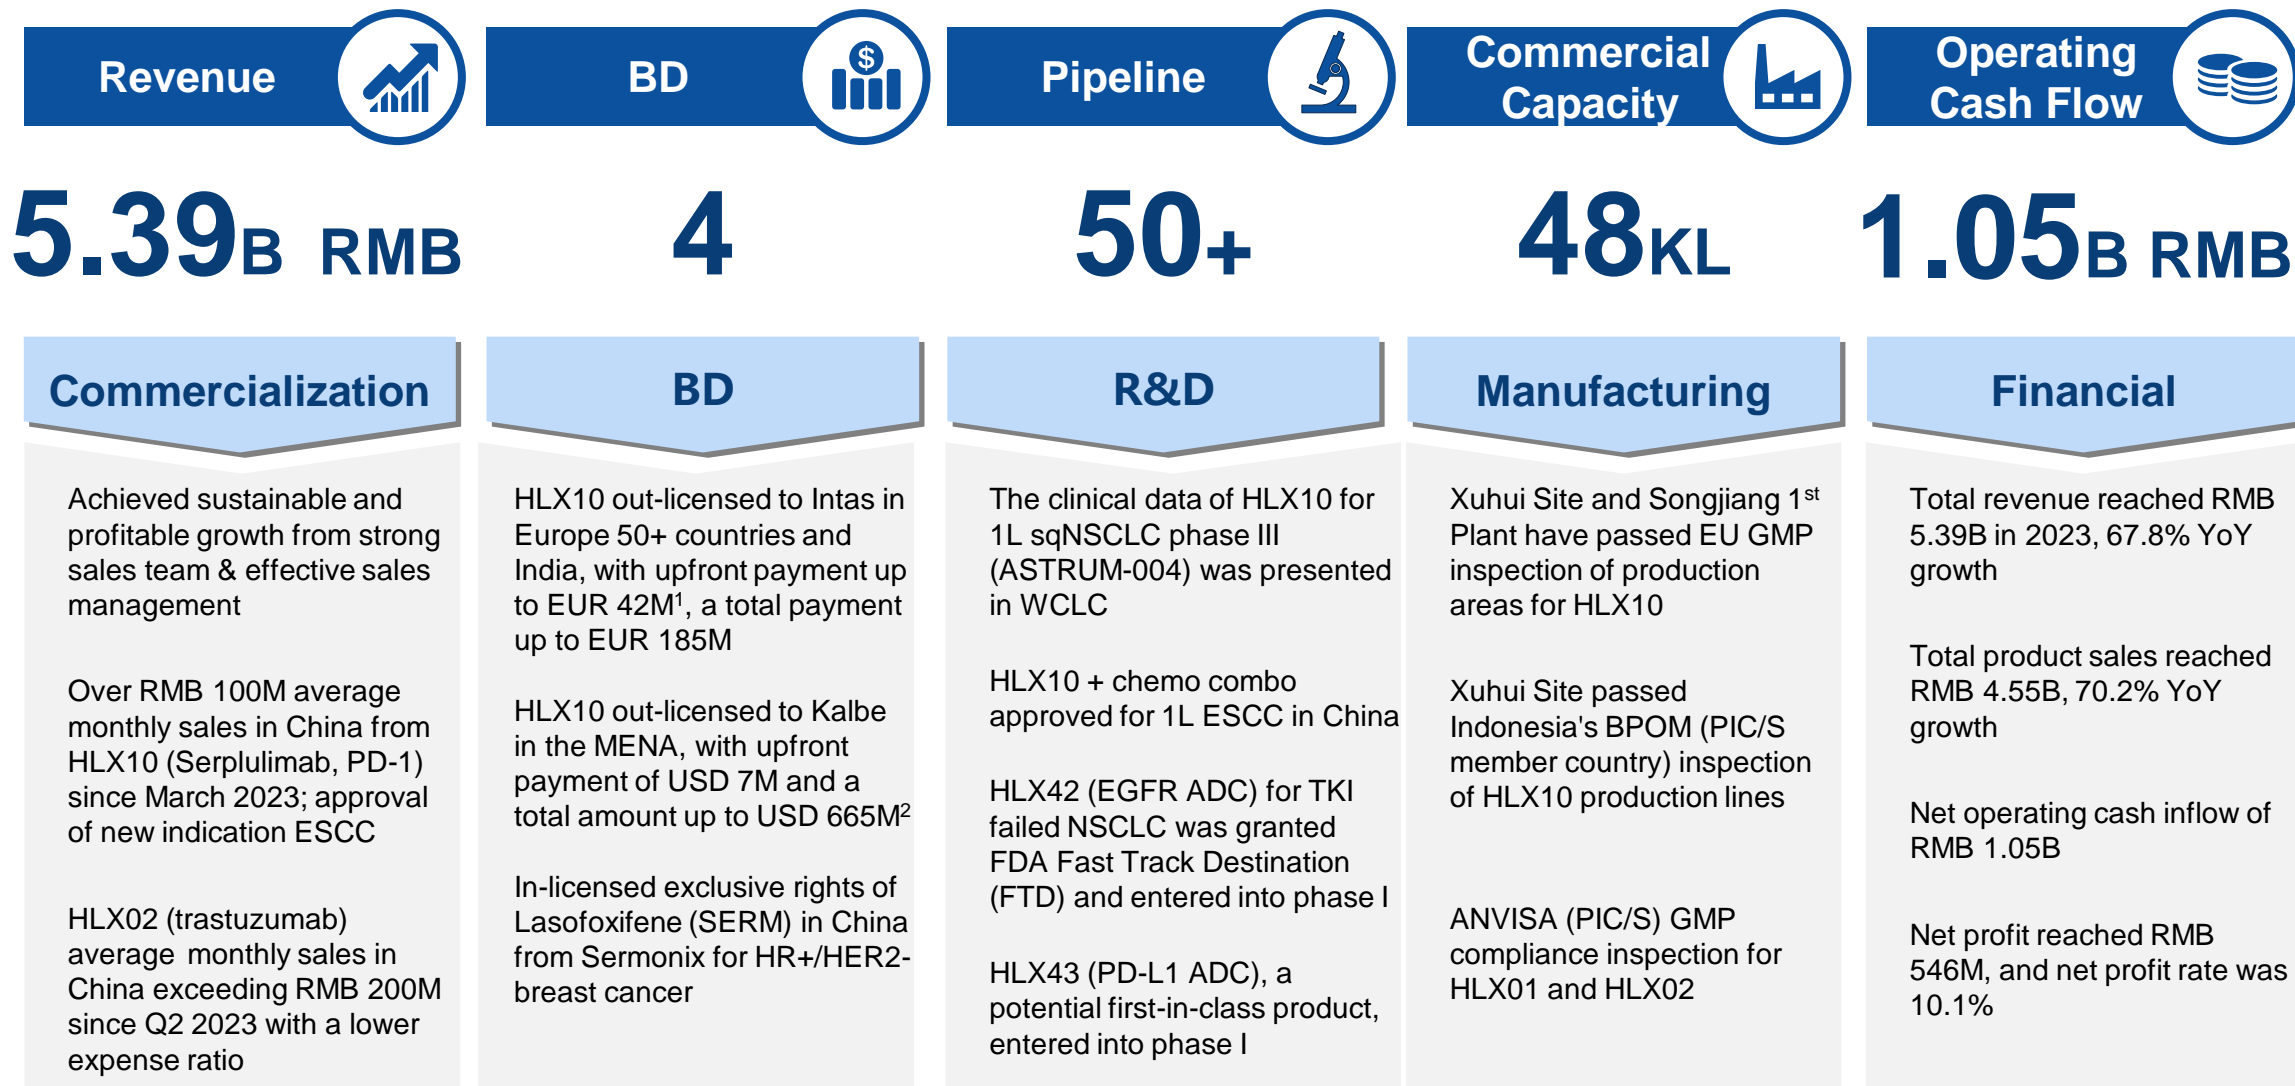 Revenue
BD
$
Pipeline
Commercial
Capacity
Operating
Cash Flow
5.39B RMB
4
50+
48KL
1.05B RMB
Commercialization
Achieved sustainable and
profitable growth from strong
sales team & effective sales
management
Over RMB 100M average
monthly sales in China from
HLX10 (Serplulimab, PD-1)
since March 2023; approval
of new indication ESCC
HLX02 (trastuzumab)
average monthly sales in
China exceeding RMB 200M
since Q2 2023 with a lower
expense ratio
BD
HLX10 out-licensed to Intas in
Europe 50+ countries and
India, with upfront payment up
to EUR 42M¹, a total payment
up to EUR 185M
HLX10 out-licensed to Kalbe
in the MENA, with upfront
payment of USD 7M and a
total amount up to USD 665M²
In-licensed exclusive rights of
Lasofoxifene (SERM) in China
from Sermonix for HR+/HER2-
breast cancer
R&D
The clinical data of HLX10 for
1L sqNSCLC phase III
(ASTRUM-004) was presented
in WCLC
HLX10 + chemo combo
approved for 1L ESCC in China
HLX42 (EGFR ADC) for TKI
failed NSCLC was granted
FDA Fast Track Destination
(FTD) and entered into phase I
HLX43 (PD-L1 ADC), a
potential first-in-class product,
entered into phase I
Manufacturing
Xuhui Site and Songjiang 1st
Plant have passed EU GMP
inspection of production
areas for HLX10
Xuhui Site passed
Indonesia's BPOM (PIC/S
member country) inspection
of HLX10 production lines
ANVISA (PIC/S) GMP
compliance inspection for
HLX01 and HLX02
Financial
Total revenue reached RMB
5.39B in 2023, 67.8% YoY
growth
Total product sales reached
RMB 4.55B, 70.2% YoY
growth
Net operating cash inflow of
RMB 1.05B
Net profit reached RMB
546M, and net profit rate was
10.1%